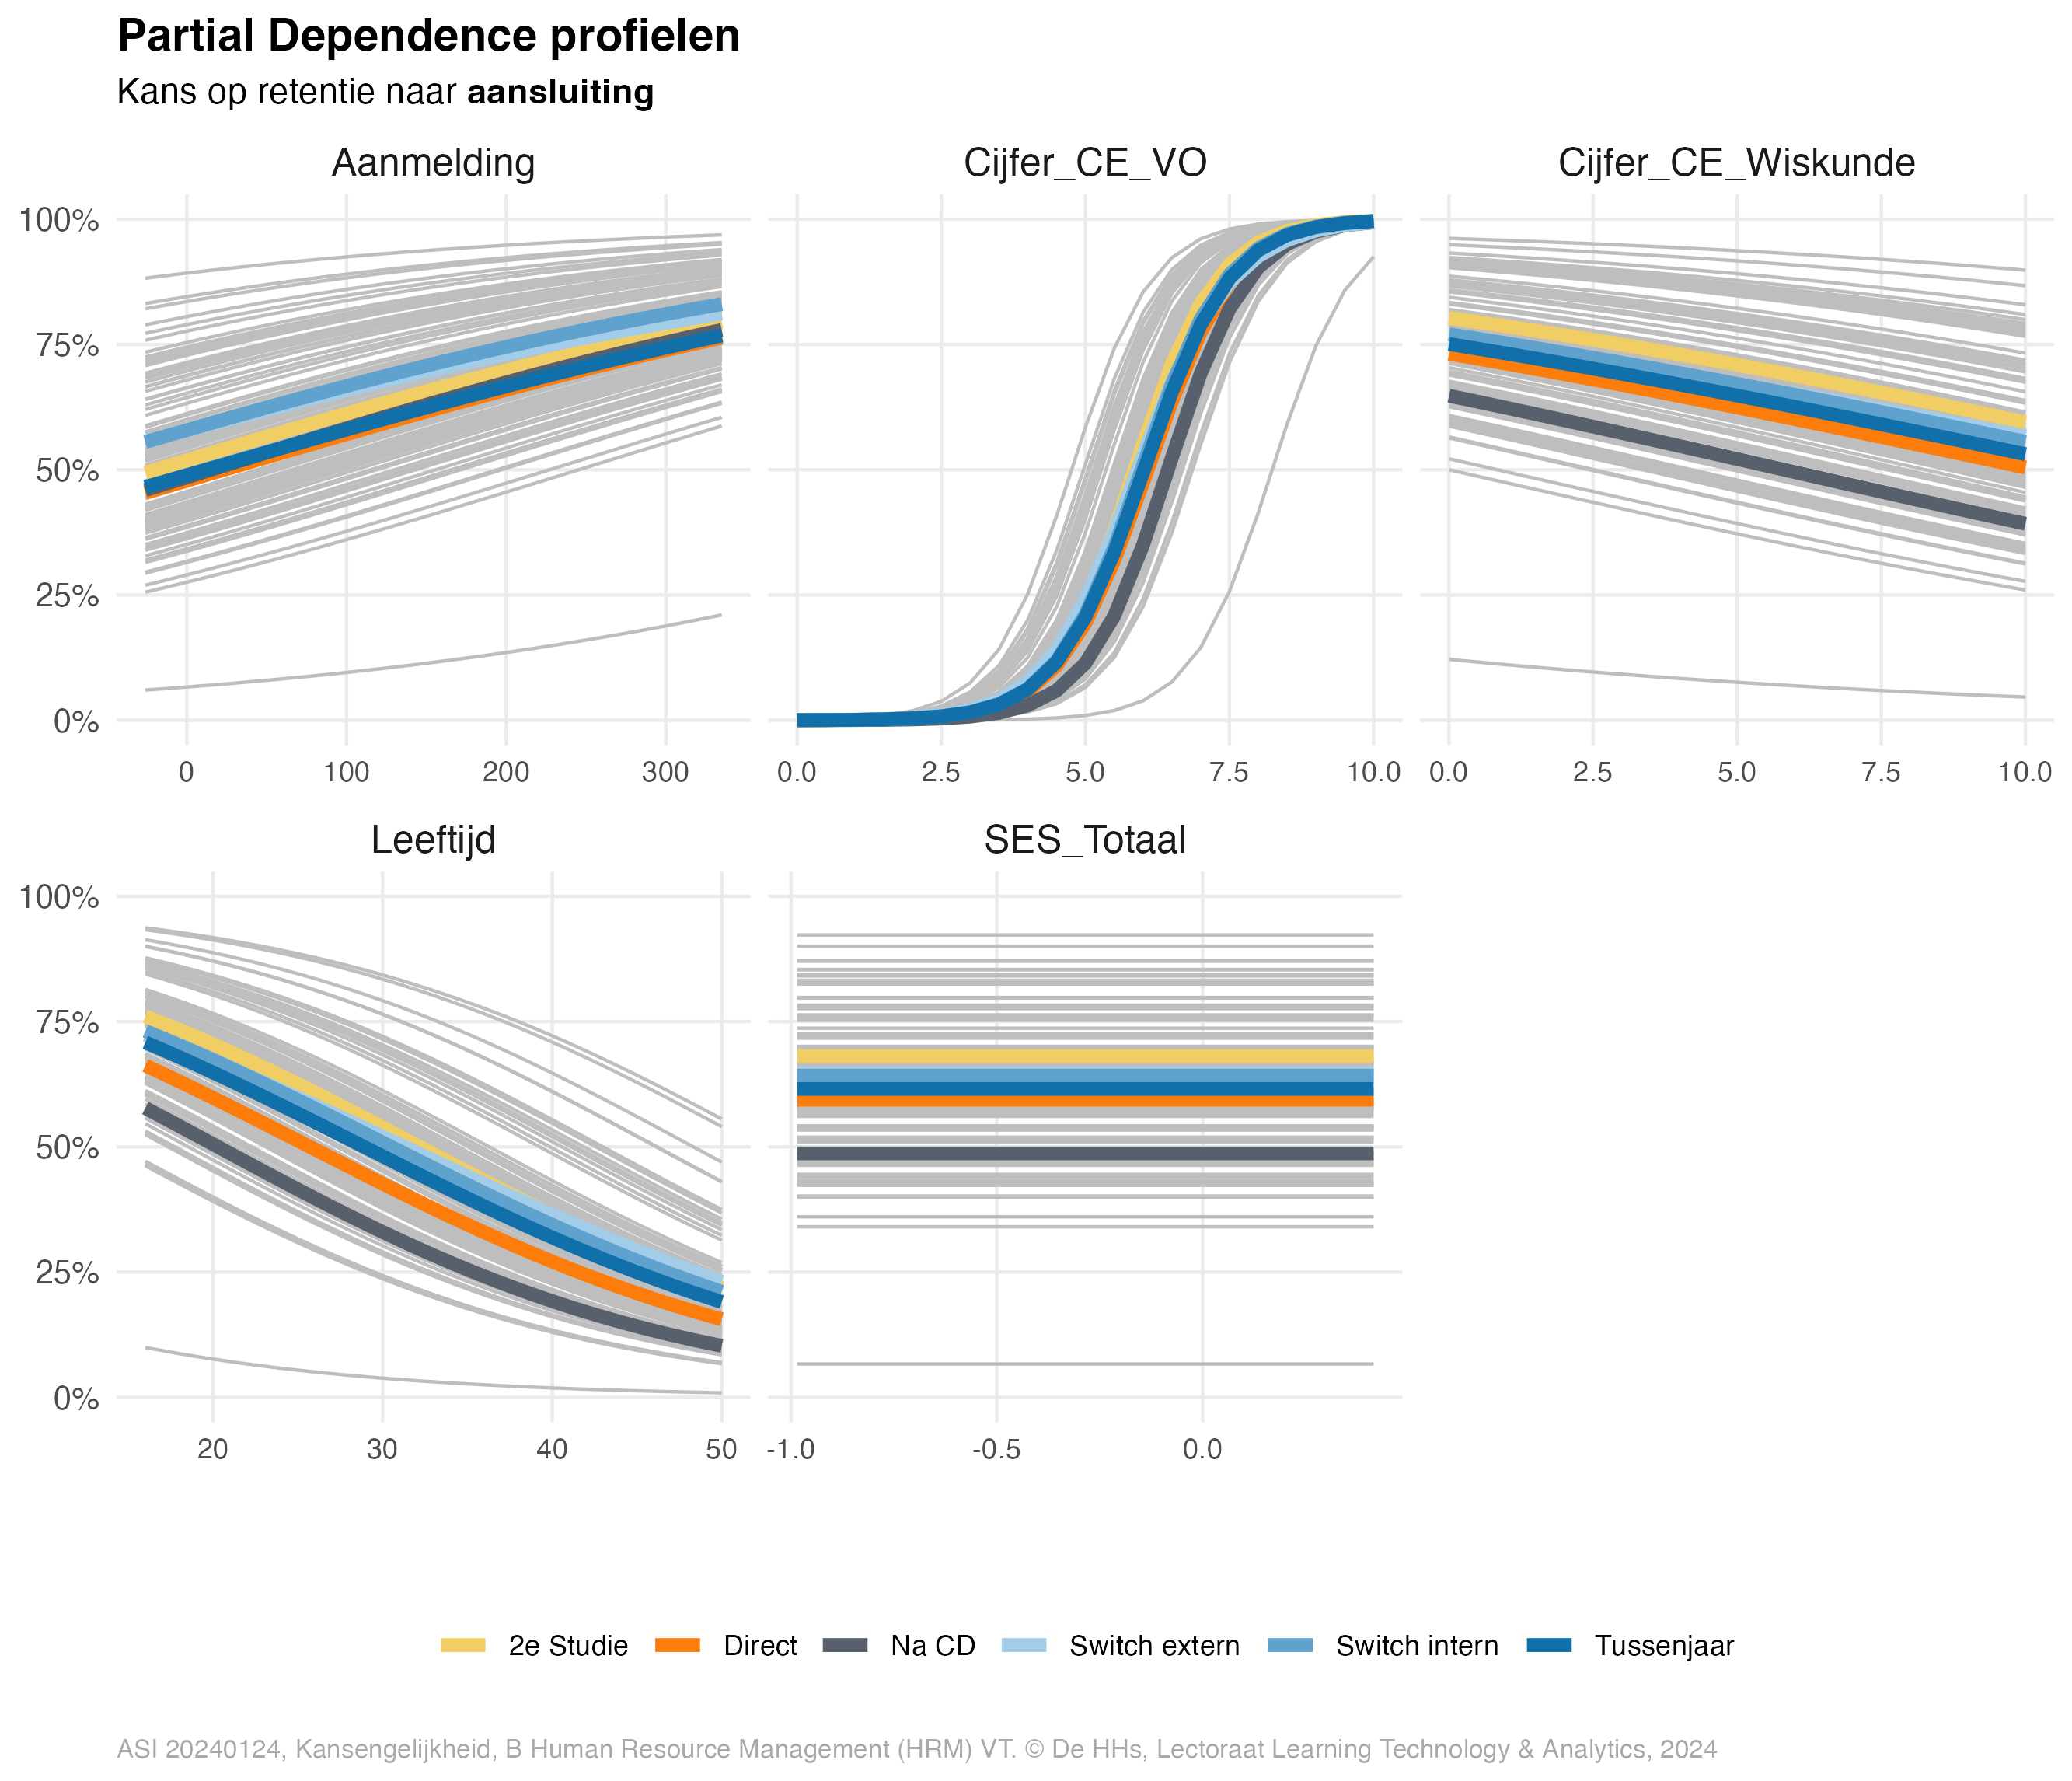 Partial Dependence profielen
Kans op retentie naar aansluiting
Aanmelding
Cijfer_CE_VO
Cijfer_CE_Wiskunde
100%
75%
50%
25%
0%
0 100 200 300
0.0 2.5 5.0 7.5 10.0
0.0 2.5 5.0 7.5 10.0
Leeftijd
SES_Totaal
100%
75%
50%
25%
0%
20 30 40 50
-1.0 -0.5 0.0
2e Studie Direct Na CD Switch extern Switch intern Tussenjaar
ASI 20240124, Kansengelijkheid, B Human Resource Management (HRM) VT. © De HHs, Lectoraat Learning Technology & Analytics, 2024